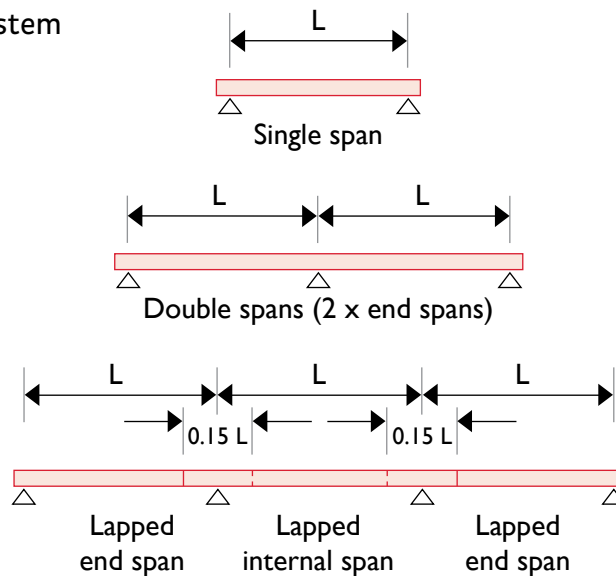 stem
L
Single span
L L
Double spans (2 x end spans)
L L L
0.15 L 0.15 L
Lapped Lapped Lapped
end span internal span end span